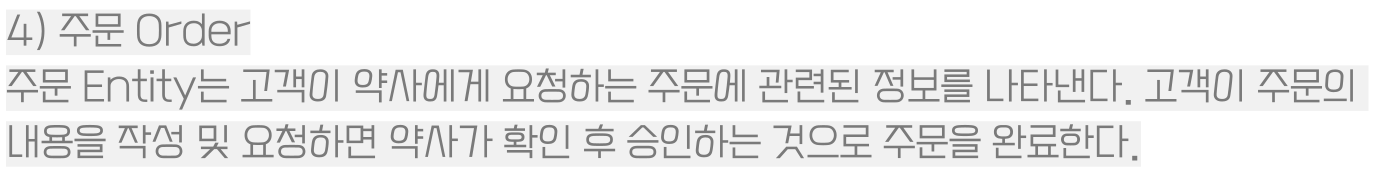 4) 주문 Order
주문 Entity는 고객이 약사에게 요청하는 주문에 관련된 정보를 나타낸다. 고객이 주문의
내용을 작성 및 요청하면 약사가 확인 후 승인하는 것으로 주문을 완료한다.